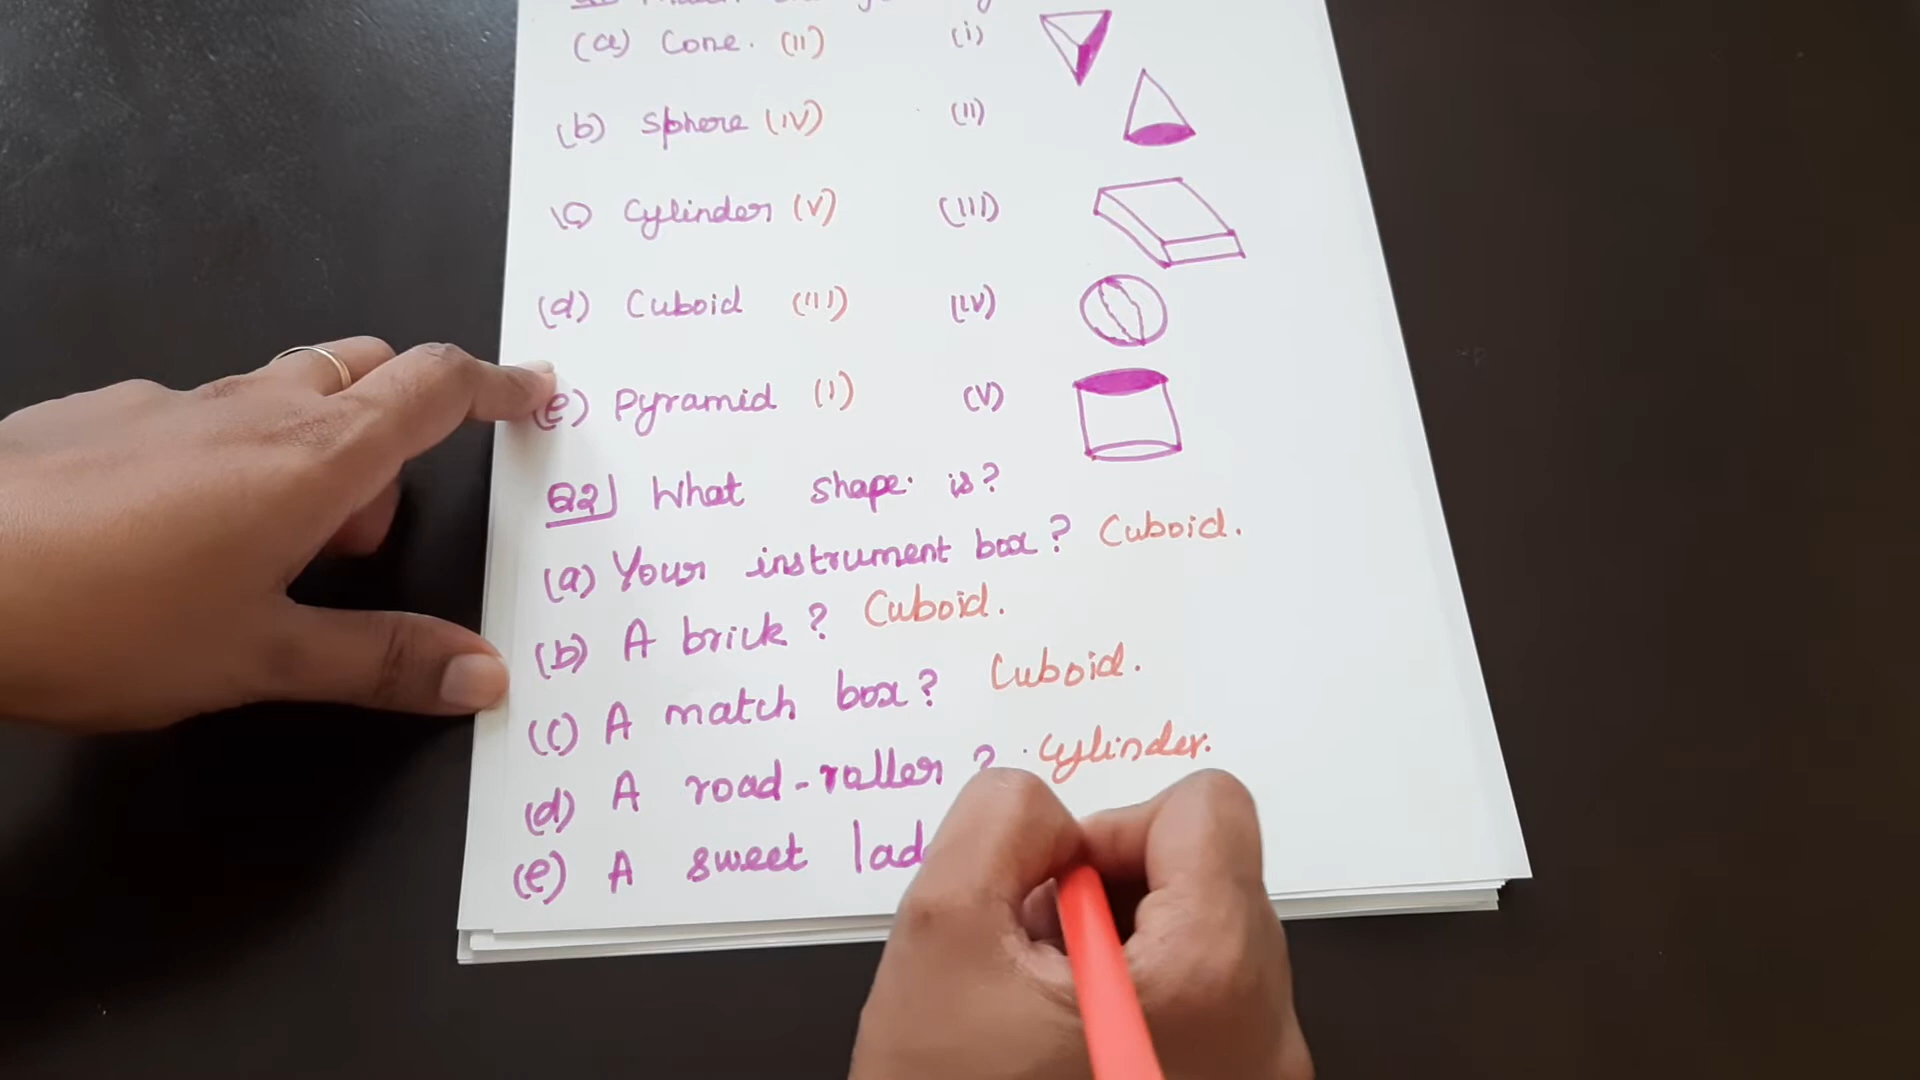 (a) Cone. (II) (i)
(b) Sphere (IV) (II)
(C) Cylinder (V) (III)
(d) Cuboid (III) (IV)
(e) Pyramid (I) (V)
Q2] What shape is?
(a) Your instrument box? Cuboid.
(b) A brick? Cuboid.
(c) A match box? Cuboid.
(d) A road-roller? Cylinder.
(e) A sweet lad